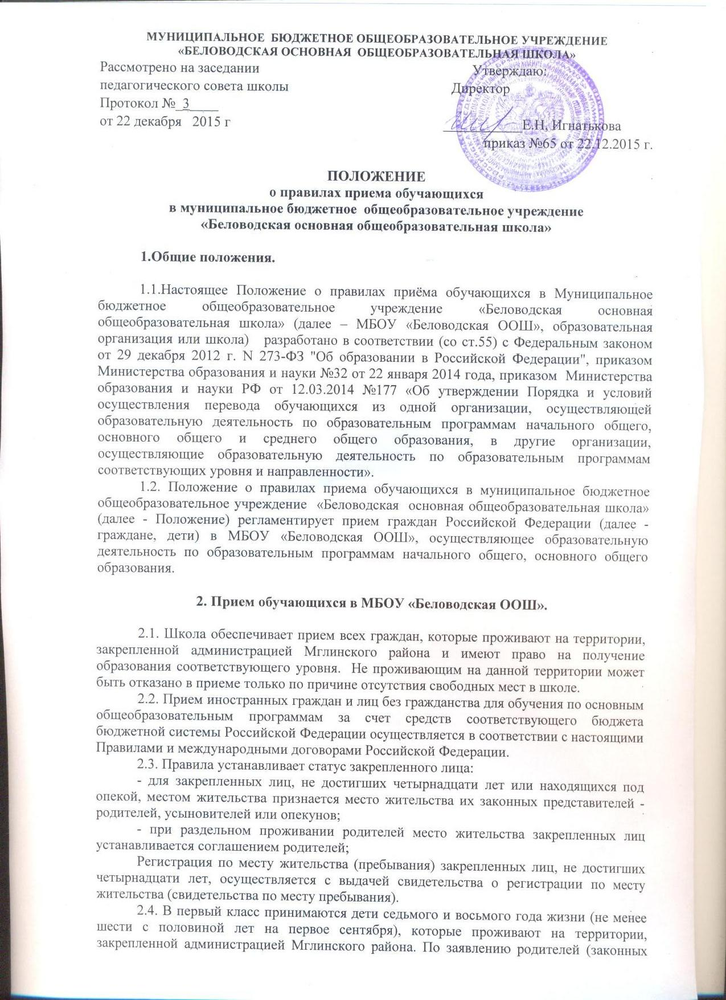 МУНИЦИПАЛЬНОЕ БЮДЖЕТНОЕ ОБЩЕОБРАЗОВАТЕЛЬНОЕ УЧРЕЖДЕНИЕ
«БЕЛОВОДСКАЯ ОСНОВНАЯ ОБЩЕОБРАЗОВАТЕЛЬНАЯ ШКОЛА»
Рассмотрено на заседании Утверждаю:
педагогического совета школы Директор
Протокол №_3____
от 22 декабря 2015 г ___________Е.Н, Игнатькова
приказ №65 от 22.12.2015 г.
ПОЛОЖЕНИЕ
о правилах приема обучающихся
в муниципальное бюджетное общеобразовательное учреждение
«Беловодская основная общеобразовательная школа»
1.Общие положения.
1.1.Настоящее Положение о правилах приёма обучающихся в Муниципальное
бюджетное общеобразовательное учреждение «Беловодская основная
общеобразовательная школа» (далее – МБОУ «Беловодская ООШ», образовательная
организация или школа) разработано в соответствии (со ст.55) с Федеральным законом
от 29 декабря 2012 г. N 273-ФЗ "Об образовании в Российской Федерации", приказом
Министерства образования и науки №32 от 22 января 2014 года, приказом Министерства
образования и науки РФ от 12.03.2014 №177 «Об утверждении Порядка и условий
осуществления перевода обучающихся из одной организации, осуществляющей
образовательную деятельность по образовательным программам начального общего,
основного общего и среднего общего образования, в другие организации,
осуществляющие образовательную деятельность по образовательным программам
соответствующих уровня и направленности».
1.2. Положение о правилах приема обучающихся в муниципальное бюджетное
общеобразовательное учреждение «Беловодская основная общеобразовательная школа»
(далее - Положение) регламентирует прием граждан Российской Федерации (далее -
граждане, дети) в МБОУ «Беловодская ООШ», осуществляющее образовательную
деятельность по образовательным программам начального общего, основного общего
образования.
2. Прием обучающихся в МБОУ «Беловодская ООШ».
2.1. Школа обеспечивает прием всех граждан, которые проживают на территории,
закрепленной администрацией Мглинского района и имеют право на получение
образования соответствующего уровня. Не проживающим на данной территории может
быть отказано в приеме только по причине отсутствия свободных мест в школе.
2.2. Прием иностранных граждан и лиц без гражданства для обучения по основным
общеобразовательным программам за счет средств соответствующего бюджета
бюджетной системы Российской Федерации осуществляется в соответствии с настоящими
Правилами и международными договорами Российской Федерации.
2.3. Правила устанавливает статус закрепленного лица:
- для закрепленных лиц, не достигших четырнадцати лет или находящихся под
опекой, местом жительства признается место жительства их законных представителей -
родителей, усыновителей или опекунов;
- при раздельном проживании родителей место жительства закрепленных лиц
устанавливается соглашением родителей;
Регистрация по месту жительства (пребывания) закрепленных лиц, не достигших
четырнадцати лет, осуществляется с выдачей свидетельства о регистрации по месту
жительства (свидетельства по месту пребывания).
2.4. В первый класс принимаются дети седьмого и восьмого года жизни (не менее
шести с половиной лет на первое сентября), которые проживают на территории,
закрепленной администрацией Мглинского района. По заявлению родителей (законных